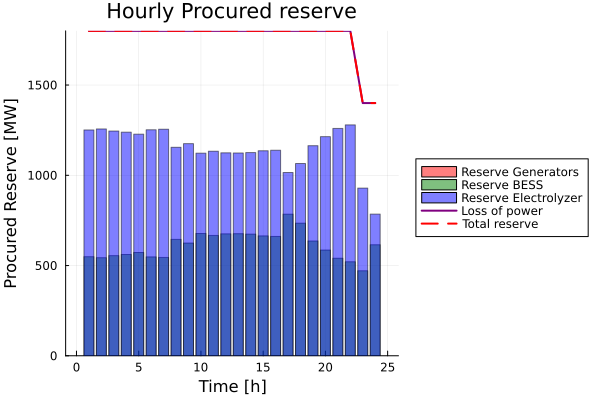 Hourly Procured reserve
Procured Reserve [MW]
1500
1000
500
0
0 5 10 15 20 25
Time [h]
Reserve Generators
Reserve BESS
Reserve Electrolyzer
Loss of power
Total reserve